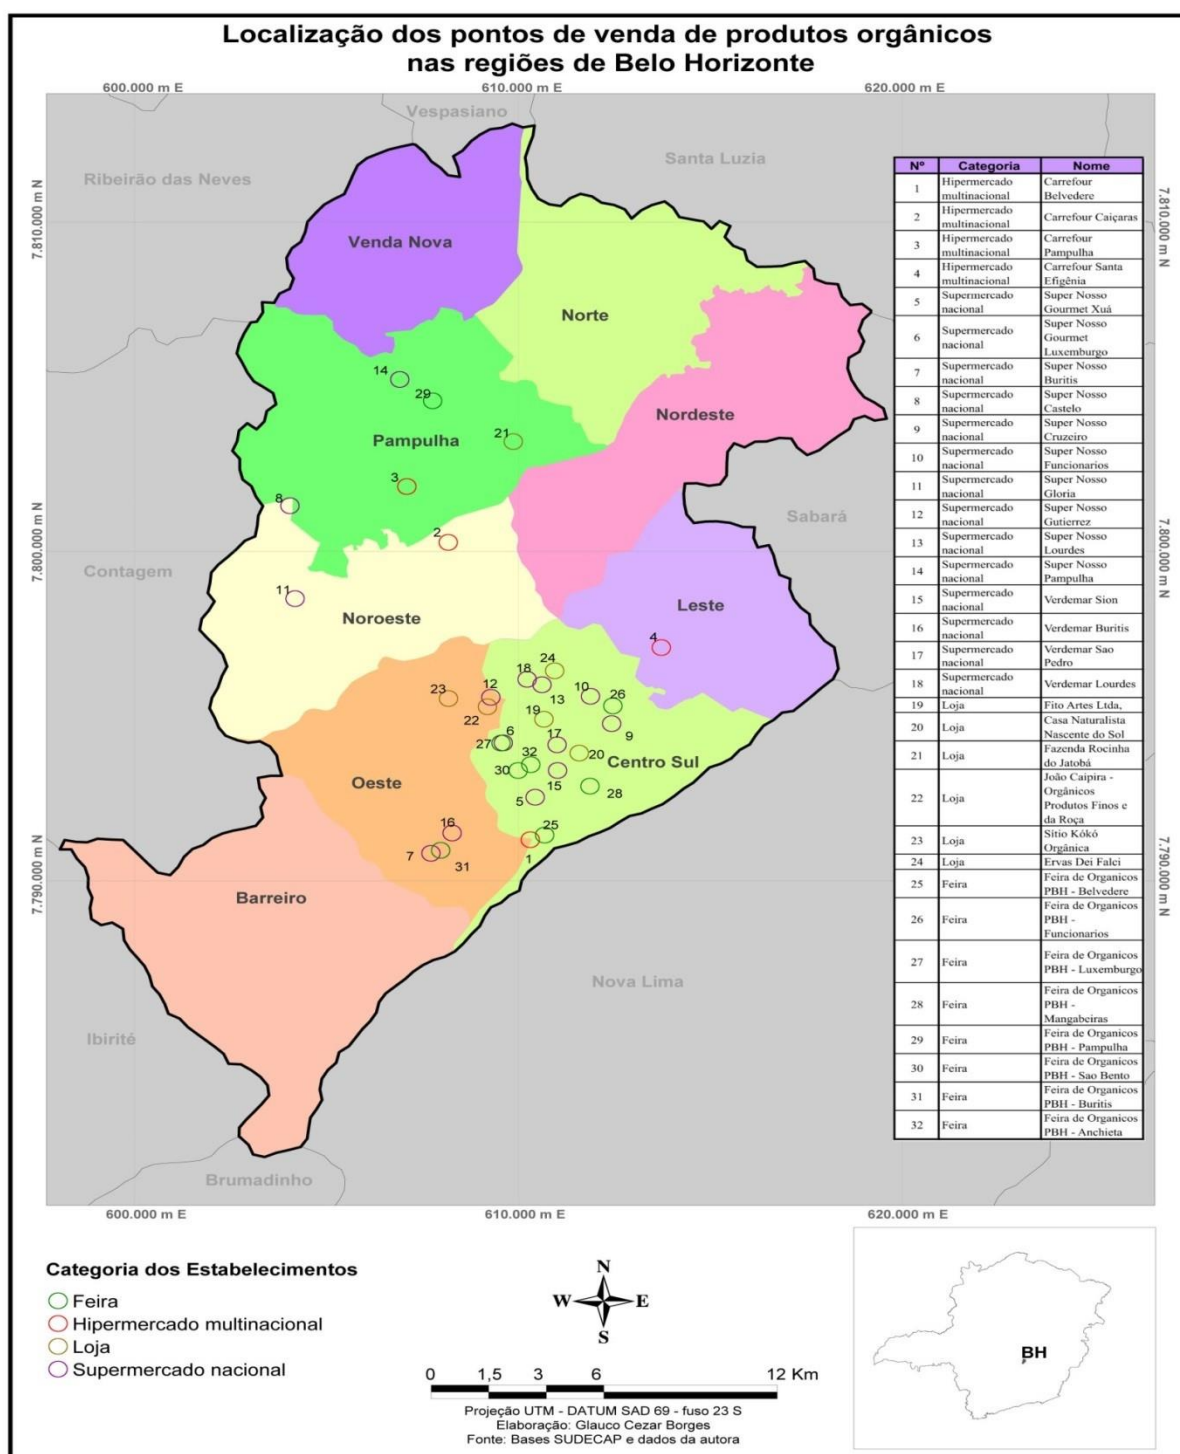 Localização dos pontos de venda de produtos orgânicos
nas regiões de Belo Horizonte
600.000 m E
610.000 m E
620.000 m E
Vespasiano
Santa Luzia
Ribeirão das Neves
7.810.000 m N
7.810.000 m N
Venda Nova
Norte
Nordeste
Pampulha
14
29
21
3
8
2
Sabará
7.800.000 m N
7.800.000 m N
Contagem
11
Noroeste
Leste
4
24
18
23
12
10
26
13
22
19
9
6
17
27
32
20
Centro Sul
30
Oeste
15
28
5
16
25
7
1
31
7.790.000 m N
7.790.000 m N
Barreiro
Nova Lima
Ibirité
Brumadinho
600.000 m E
610.000 m E
620.000 m E
Nº Categoria Nome
1 Hipermercado multinacional Carrefour Belvedere
2 Hipermercado multinacional Carrefour Caiçaras
3 Hipermercado multinacional Carrefour Pampulha
4 Hipermercado multinacional Carrefour Santa Efigênia
5 Supermercado nacional Super Nosso Gourmet Xuá
6 Supermercado nacional Super Nosso Gourmet Luxemburgo
7 Supermercado nacional Super Nosso Buritis
8 Supermercado nacional Super Nosso Castelo
9 Supermercado nacional Super Nosso Cruzeiro
10 Supermercado nacional Super Nosso Funcionarios
11 Supermercado nacional Super Nosso Gloria
12 Supermercado nacional Super Nosso Gutierrez
13 Supermercado nacional Super Nosso Lourdes
14 Supermercado nacional Super Nosso Pampulha
15 Supermercado nacional Verdemar Sion
16 Supermercado nacional Verdemar Buritis
17 Supermercado nacional Verdemar Sao Pedro
18 Supermercado nacional Verdemar Lourdes
19 Loja Fito Artes Ltda,
20 Loja Casa Naturalista Nascente do Sol
21 Loja Fazenda Rocinha do Jatobá
22 Loja João Caipira - Orgânicos Produtos Finos e da Roça
23 Loja Sítio Kókó Orgânica
24 Loja Ervas Dei Falci
25 Feira Feira de Organicos PBH - Belvedere
26 Feira Feira de Organicos PBH - Funcionarios
27 Feira Feira de Organicos PBH - Luxemburgo
28 Feira Feira de Organicos PBH - Mangabeiras
29 Feira Feira de Organicos PBH - Pampulha
30 Feira Feira de Organicos PBH - Sao Bento
31 Feira Feira de Organicos PBH - Buritis
32 Feira Feira de Organicos PBH - Anchieta
Categoria dos Estabelecimentos
Feira
Hipermercado multinacional
Loja
Supermercado nacional
N
W E
S
0 1,5 3 6 12 Km
Projeção UTM - DATUM SAD 69 - fuso 23 S
Elaboração: Glauco Cezar Borges
Fonte: Bases SUDECAP e dados da autora
BH